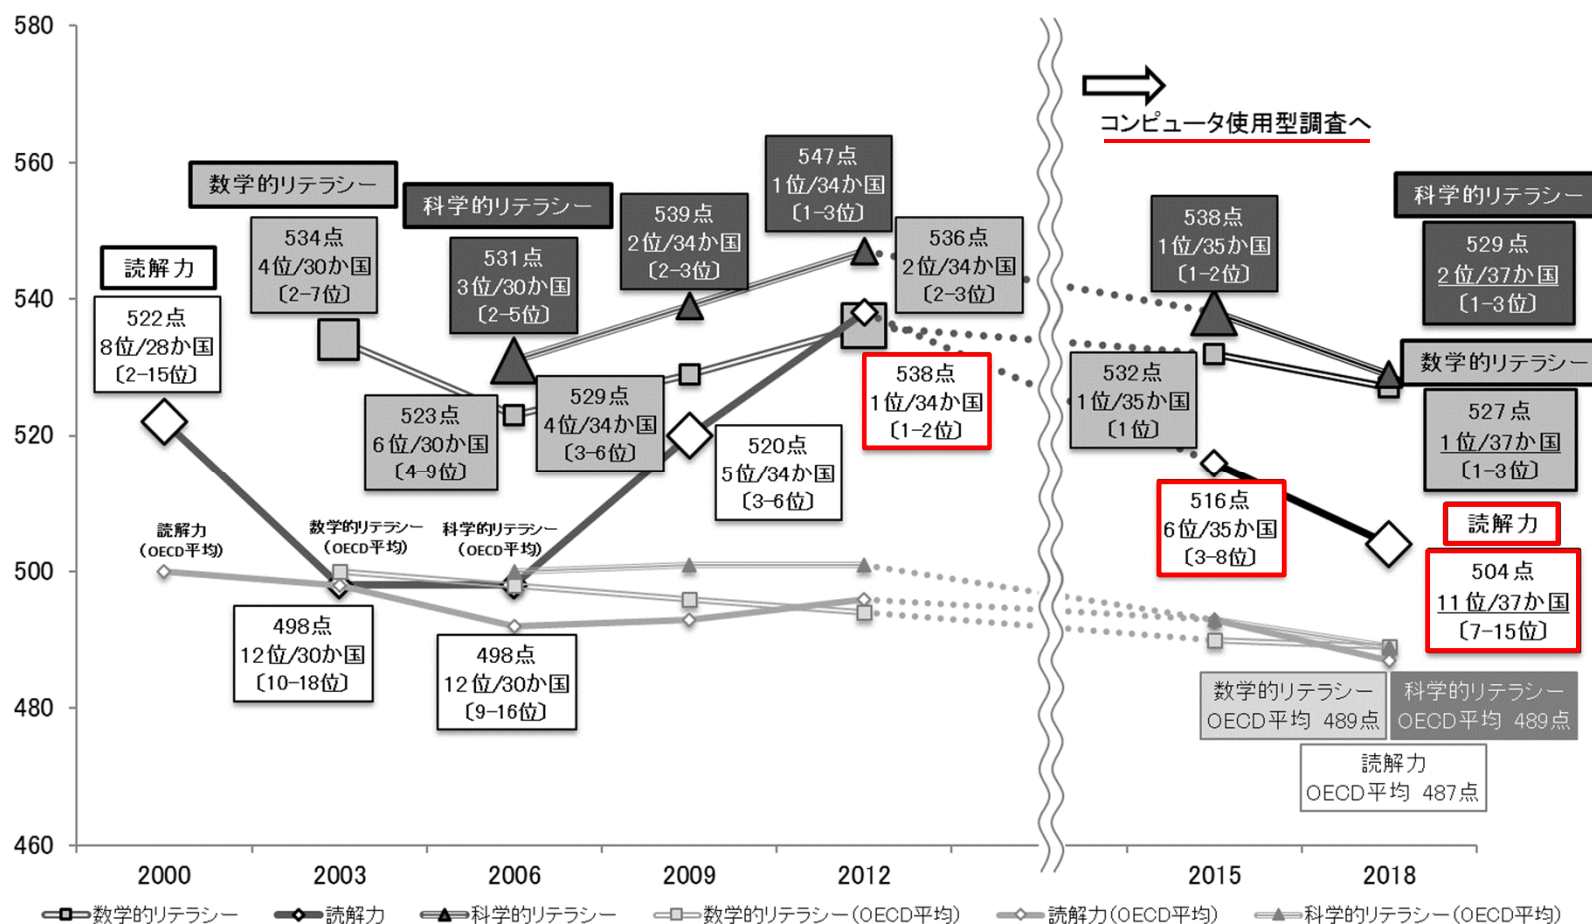 580
560
540
520
500
480
460
コンピュータ使用型調査へ
読解力
522点
8位/28か国
〔2-15位〕
数学的リテラシー
534点
4位/30か国
〔2-7位〕
科学的リテラシー
531点
3位/30か国
〔2-5位〕
539点
2位/34か国
〔2-3位〕
547点
1位/34か国
〔1-3位〕
536点
2位/34か国
〔2-3位〕
523点
6位/30か国
〔4-9位〕
529点
4位/34か国
〔3-6位〕
520点
5位/34か国
〔3-6位〕
538点
1位/34か国
〔1-2位〕
498点
12位/30か国
〔10-18位〕
498点
12位/30か国
〔9-16位〕
読解力
(OECD平均)
数学的リテラシー
(OECD平均)
科学的リテラシー
(OECD平均)
538点
1位/35か国
〔1-2位〕
532点
1位/35か国
〔1位〕
516点
6位/35か国
〔3-8位〕
科学的リテラシー
529点
2位/37か国
〔1-3位〕
数学的リテラシー
527点
1位/37か国
〔1-3位〕
読解力
504点
11位/37か国
〔7-15位〕
数学的リテラシー
OECD平均 489点
科学的リテラシー
OECD平均 489点
読解力
OECD平均 487点
2000 2003 2006 2009 2012 2015 2018
数学的リテラシー 読解力 科学的リテラシー 数学的リテラシー(OECD平均) 読解力(OECD平均) 科学的リテラシー(OECD平均)